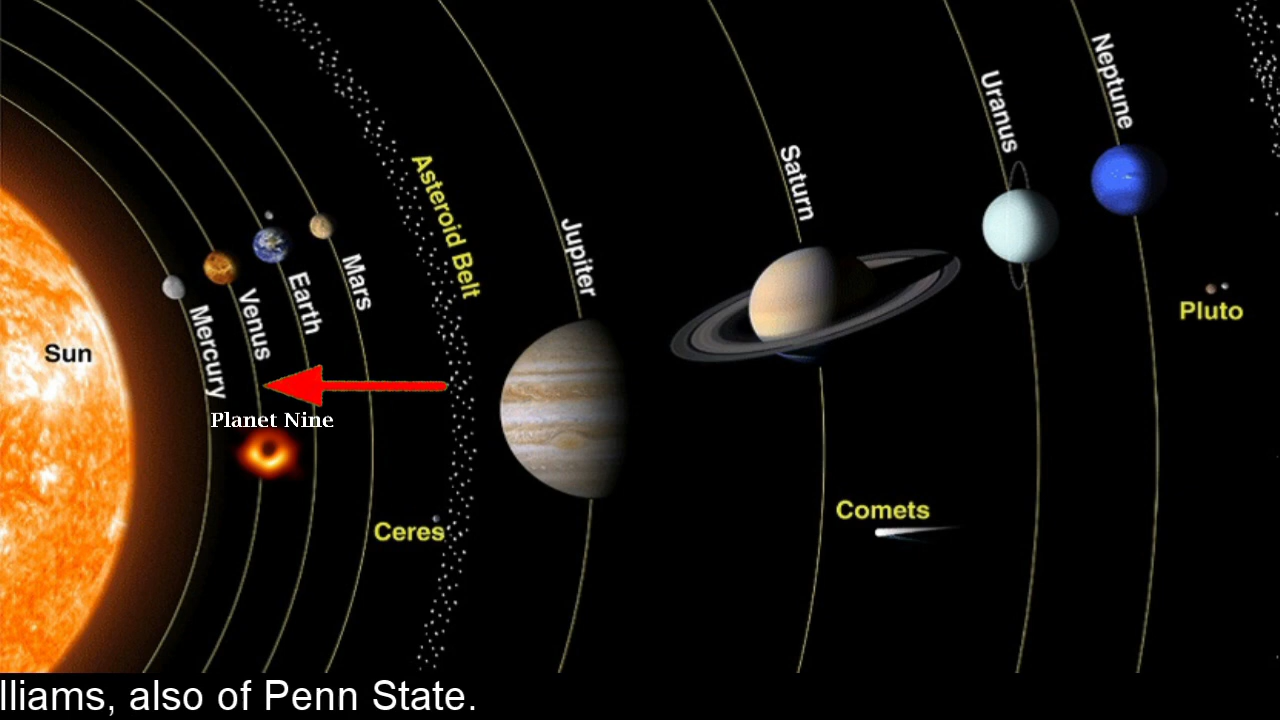 Neptune
Uranus
Saturn
Asteroid Belt
Jupiter
Mars
Earth
Venus
Mercury
Pluto
Sun
Planet Nine
Comets
Ceres
lliams, also of Penn State.